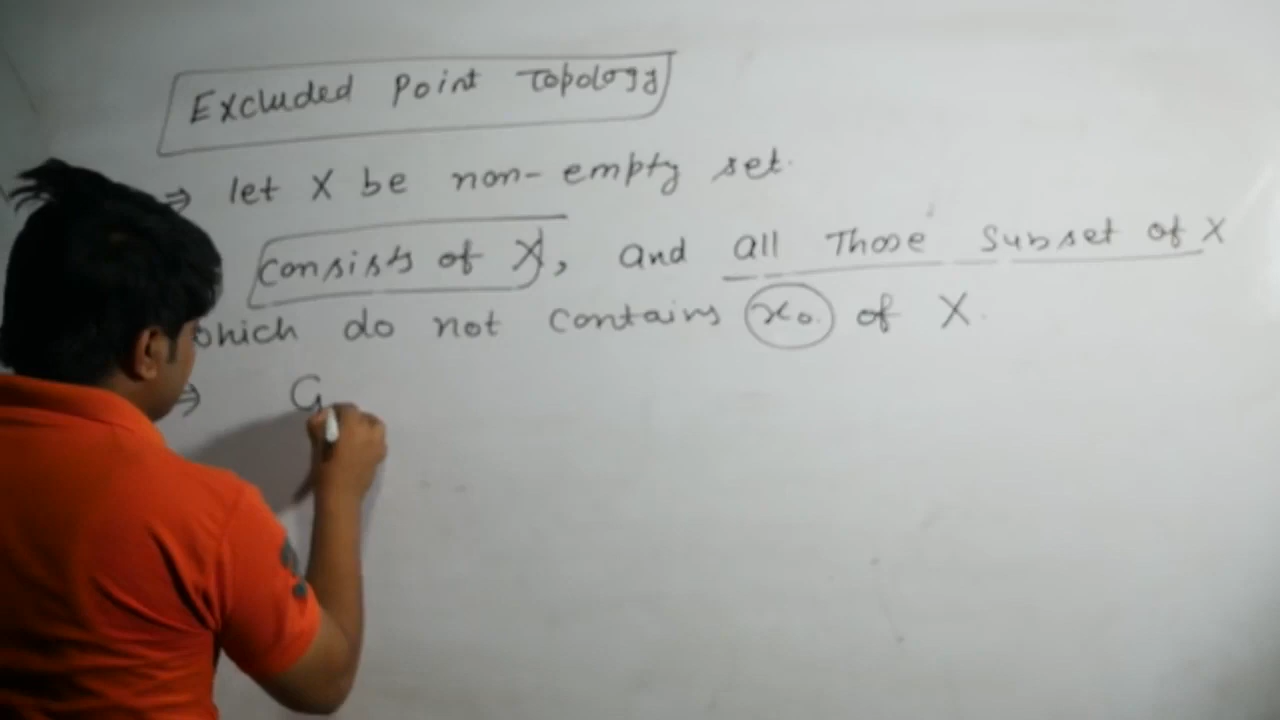 Excluded Point Topology
⇒ let X be non-empty set.
consists of X, and all Those subset of X
which do not contains x₀ of X.
⇒ G